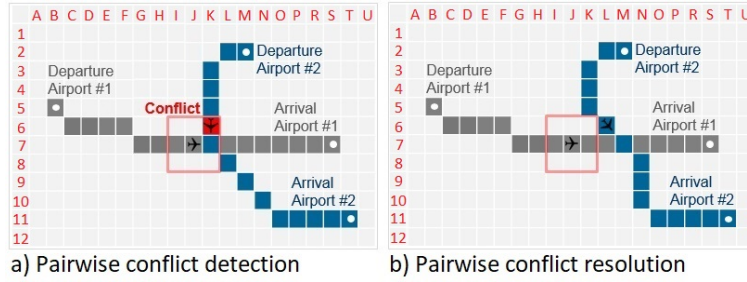 A B C D E F G H I J K L M N O P R S T U
1
2
3
4
5
6
7
8
9
10
11
12
Departure
Airport #2
Departure
Airport #1
Conflict
Arrival
Airport #1
Arrival
Airport #2
a) Pairwise conflict detection
A B C D E F G H I J K L M N O P R S T U
1
2
3
4
5
6
7
8
9
10
11
12
Departure
Airport #2
Departure
Airport #1
Arrival
Airport #1
Arrival
Airport #2
b) Pairwise conflict resolution